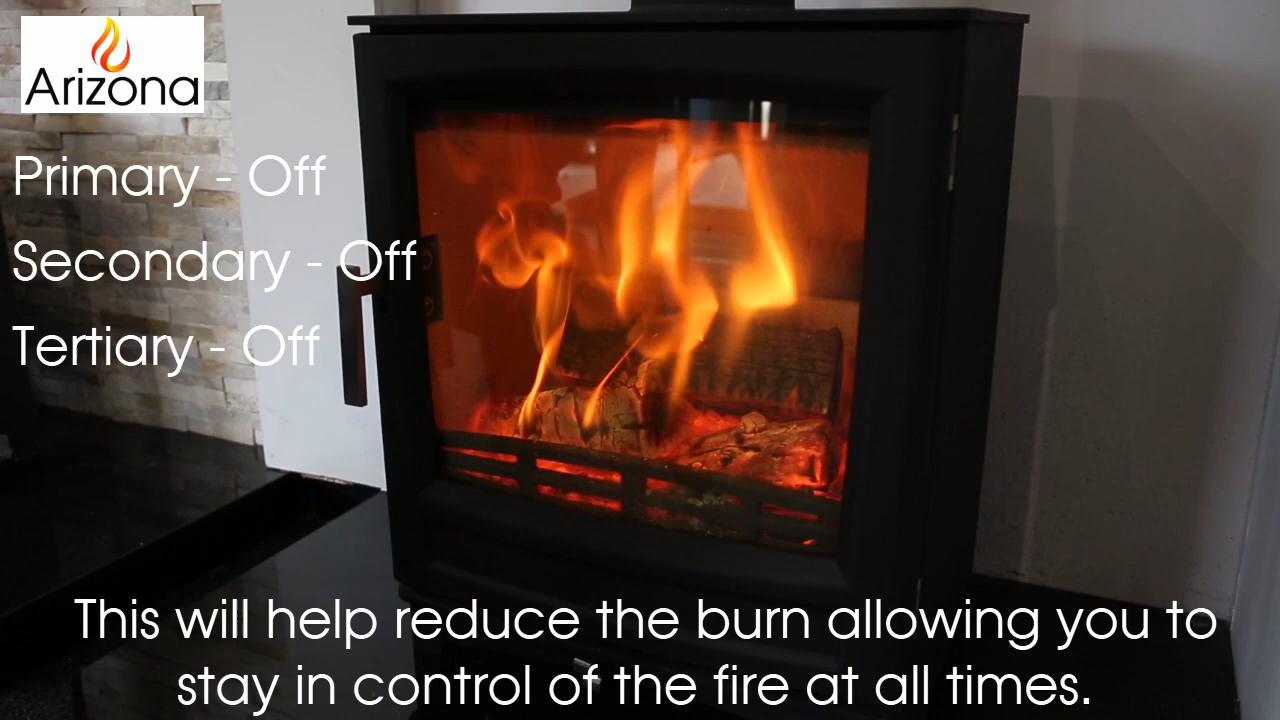 Arizona
Primary - Off
Secondary - Off
Tertiary - Off
This will help reduce the burn allowing you to
stay in control of the fire at all times.